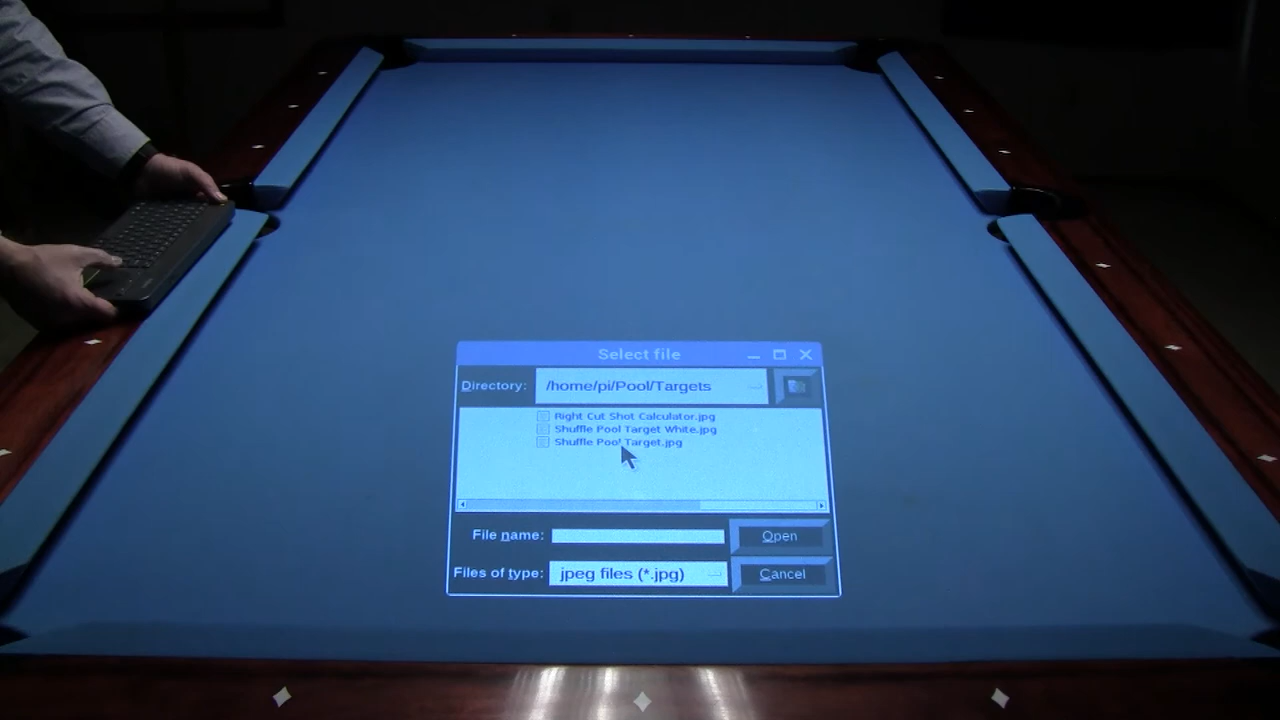 Select file
Directory: /home/pi/Pool/Targets
Right Cut Shot Calculator.jpg
Shuffle Pool Target White.jpg
Shuffle Pool Target.jpg
File name: Open
Files of type: jpeg files (*.jpg) Cancel